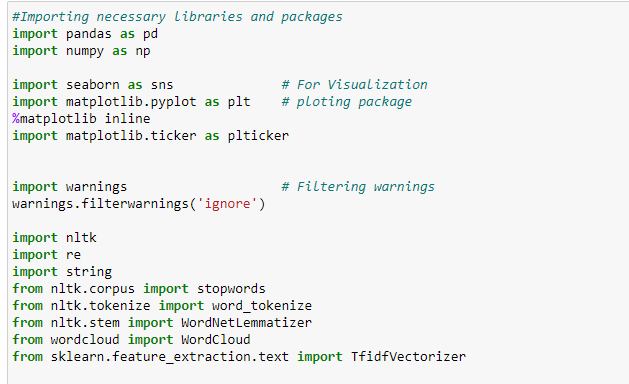 #Importing necessary libraries and packages
import pandas as pd
import numpy as np
import seaborn as sns # For Visualization
import matplotlib.pyplot as plt # ploting package
%matplotlib inline
import matplotlib.ticker as plticker
import warnings # Filtering warnings
warnings.filterwarnings('ignore')
import nltk
import re
import string
from nltk.corpus import stopwords
from nltk.tokenize import word_tokenize
from nltk.stem import WordNetLemmatizer
from wordcloud import WordCloud
from sklearn.feature_extraction.text import TfidfVectorizer